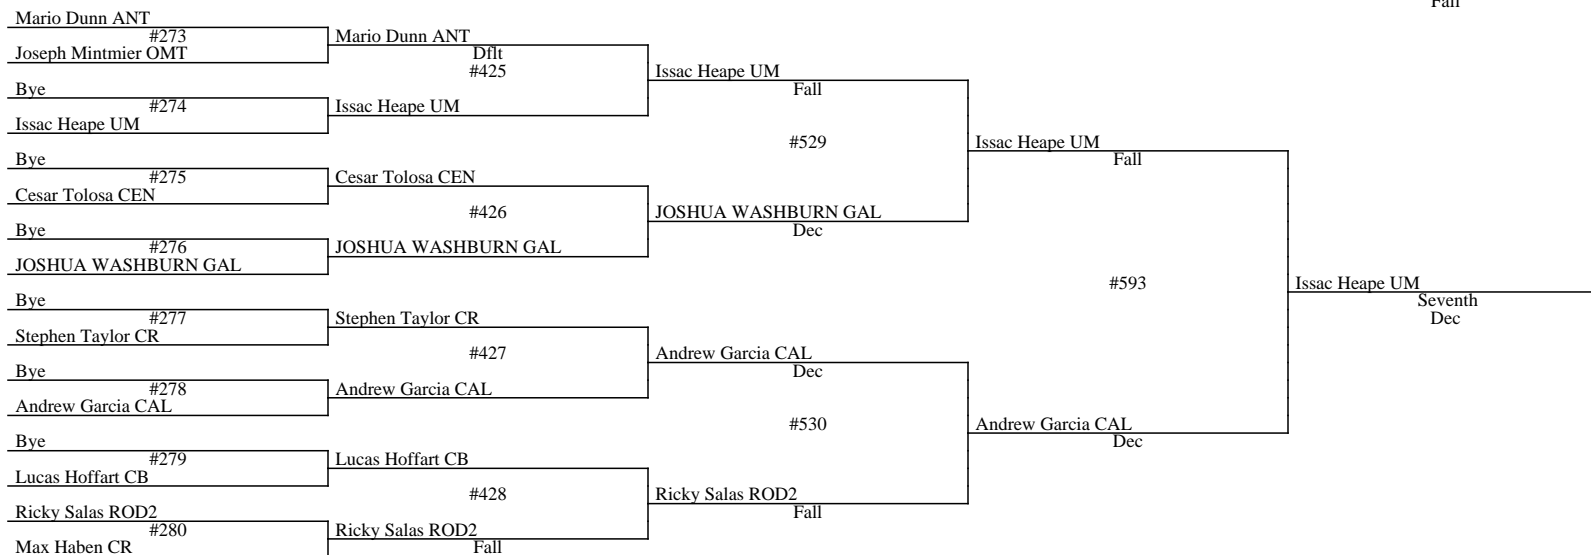 Fall
Mario Dunn ANT
#273
Joseph Mintmier OMT
Bye
#274
Issac Heape UM
Bye
#275
Cesar Tolosa CEN
Bye
#276
JOSHUA WASHBURN GAL
Bye
#277
Stephen Taylor CR
Bye
#278
Andrew Garcia CAL
Bye
#279
Lucas Hoffart CB
Ricky Salas ROD2
#280
Max Haben CR
Mario Dunn ANT
Dflt
#425
Issac Heape UM
Cesar Tolosa CEN
#426
JOSHUA WASHBURN GAL
Stephen Taylor CR
#427
Andrew Garcia CAL
Lucas Hoffart CB
#428
Ricky Salas ROD2
Fall
Issac Heape UM
Fall
#529
JOSHUA WASHBURN GAL
Dec
Andrew Garcia CAL
Dec
#530
Ricky Salas ROD2
Fall
Issac Heape UM
Fall
#593
Andrew Garcia CAL
Dec
Issac Heape UM
Seventh
Dec